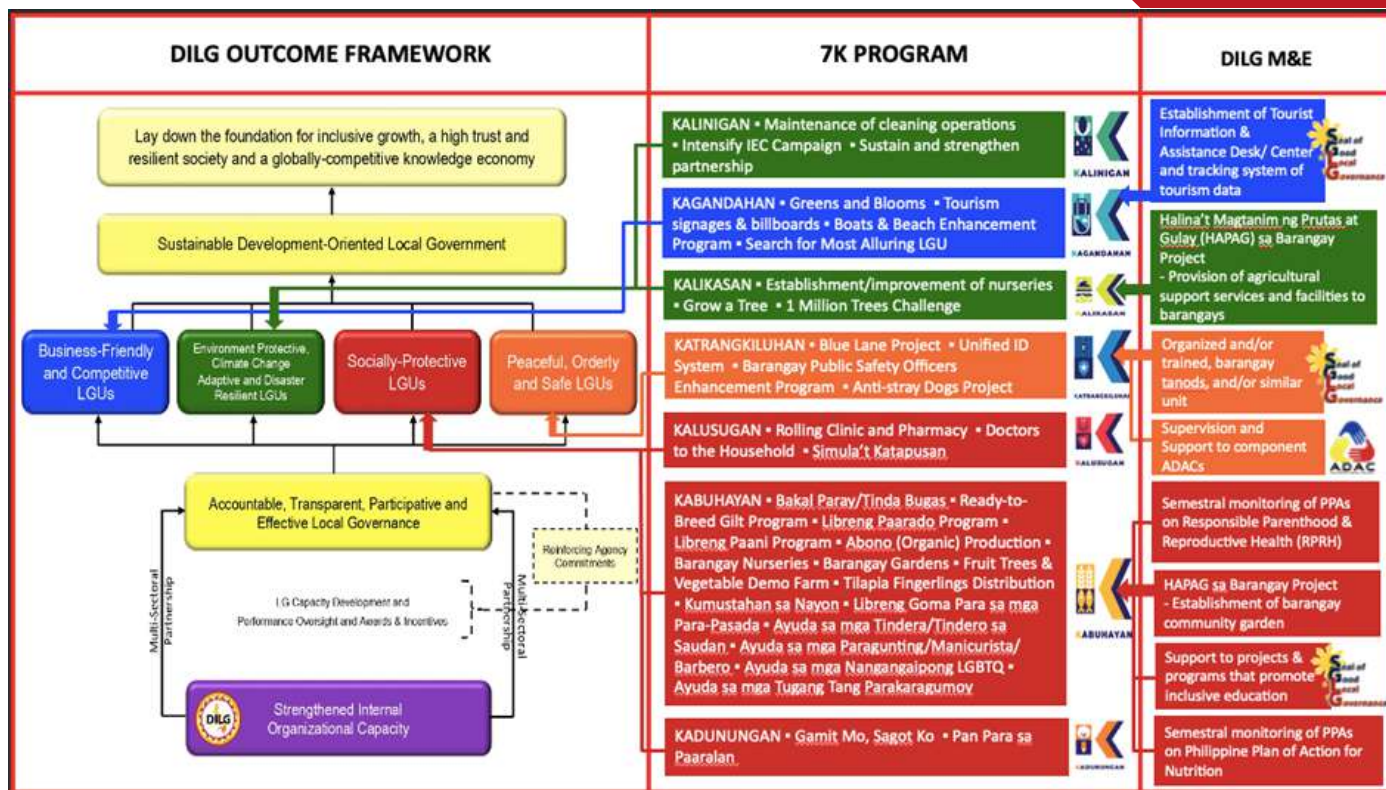 DILG OUTCOME FRAMEWORK
7K PROGRAM
DILG M&E
Lay down the foundation for inclusive growth, a high trust and
resilient society and a globally-competitive knowledge economy
Sustainable Development-Oriented Local Government
Business-Friendly
and Competitive
LGUs
Environment Protective,
Climate Change
Adaptive and Disaster
Resilient LGUs
Socially-Protective
LGUs
Peaceful, Orderly
and Safe LGUs
Accountable, Transparent, Participative and
Effective Local Governance
Reinforcing Agency
Commitments
LG Capacity Development and
Performance Oversight and Awards & Incentives
Multi-Sectoral
Partnership
Multi-Sectoral
Partnership
DILG
Strengthened Internal
Organizational Capacity
KALINIGAN ▪ Maintenance of cleaning operations
▪ Intensify IEC Campaign ▪ Sustain and strengthen
partnership
KALINIGAN
KAGANDAHAN ▪ Greens and Blooms ▪ Tourism
signages & billboards ▪ Boats & Beach Enhancement
Program ▪ Search for Most Alluring LGU
KAGANDAHAN
KALIKASAN ▪ Establishment/improvement of nurseries
▪ Grow a Tree ▪ 1 Million Trees Challenge
KALIKASAN
KATRANGKILUHAN ▪ Blue Lane Project ▪ Unified ID
System ▪ Barangay Public Safety Officers
Enhancement Program ▪ Anti-stray Dogs Project
KATRANGKILUHAN
KALUSUGAN ▪ Rolling Clinic and Pharmacy ▪ Doctors
to the Household ▪ Simula't Katapusan
KALUSUGAN
KABUHAYAN ▪ Bakal Paray/Tinda Bugas ▪ Ready-to-
Breed Gilt Program ▪ Libreng Paarado Program ▪
Libreng Paani Program ▪ Abono (Organic) Production ▪
Barangay Nurseries ▪ Barangay Gardens ▪ Fruit Trees &
Vegetable Demo Farm ▪ Tilapia Fingerlings Distribution
▪ Kumustahan sa Nayon ▪ Libreng Goma Para sa mga
Para-Pasada ▪ Ayuda sa mga Tindera/Tindero sa
Saudan ▪ Ayuda sa mga Paragunting/Manicurista/
Barbero ▪ Ayuda sa mga Nangangaipong LGBTQ ▪
Ayuda sa mga Tugang Tang Parakaragumoy
KABUHAYAN
KADUNUNGAN ▪ Gamit Mo, Sagot Ko ▪ Pan Para sa
Paaralan
KADUNUNGAN
Establishment of Tourist
Information &
Assistance Desk/ Center
and tracking system of
tourism data
Seal of
Good
Local
Governance
Halina't Magtanim ng Prutas at
Gulay (HAPAG) sa Barangay
Project
- Provision of agricultural
support services and facilities to
barangays
Organized and/or
trained, barangay
tanods, and/or similar
unit
Seal of
Good
Local
Governance
Supervision and
Support to component
ADACs
ADAC
Semestral monitoring of PPAs
on Responsible Parenthood &
Reproductive Health (RPRH)
HAPAG sa Barangay Project
- Establishment of barangay
community garden
Support to projects &
programs that promote
inclusive education
Seal of
Good
Local
Governance
Semestral monitoring of PPAs
on Philippine Plan of Action for
Nutrition